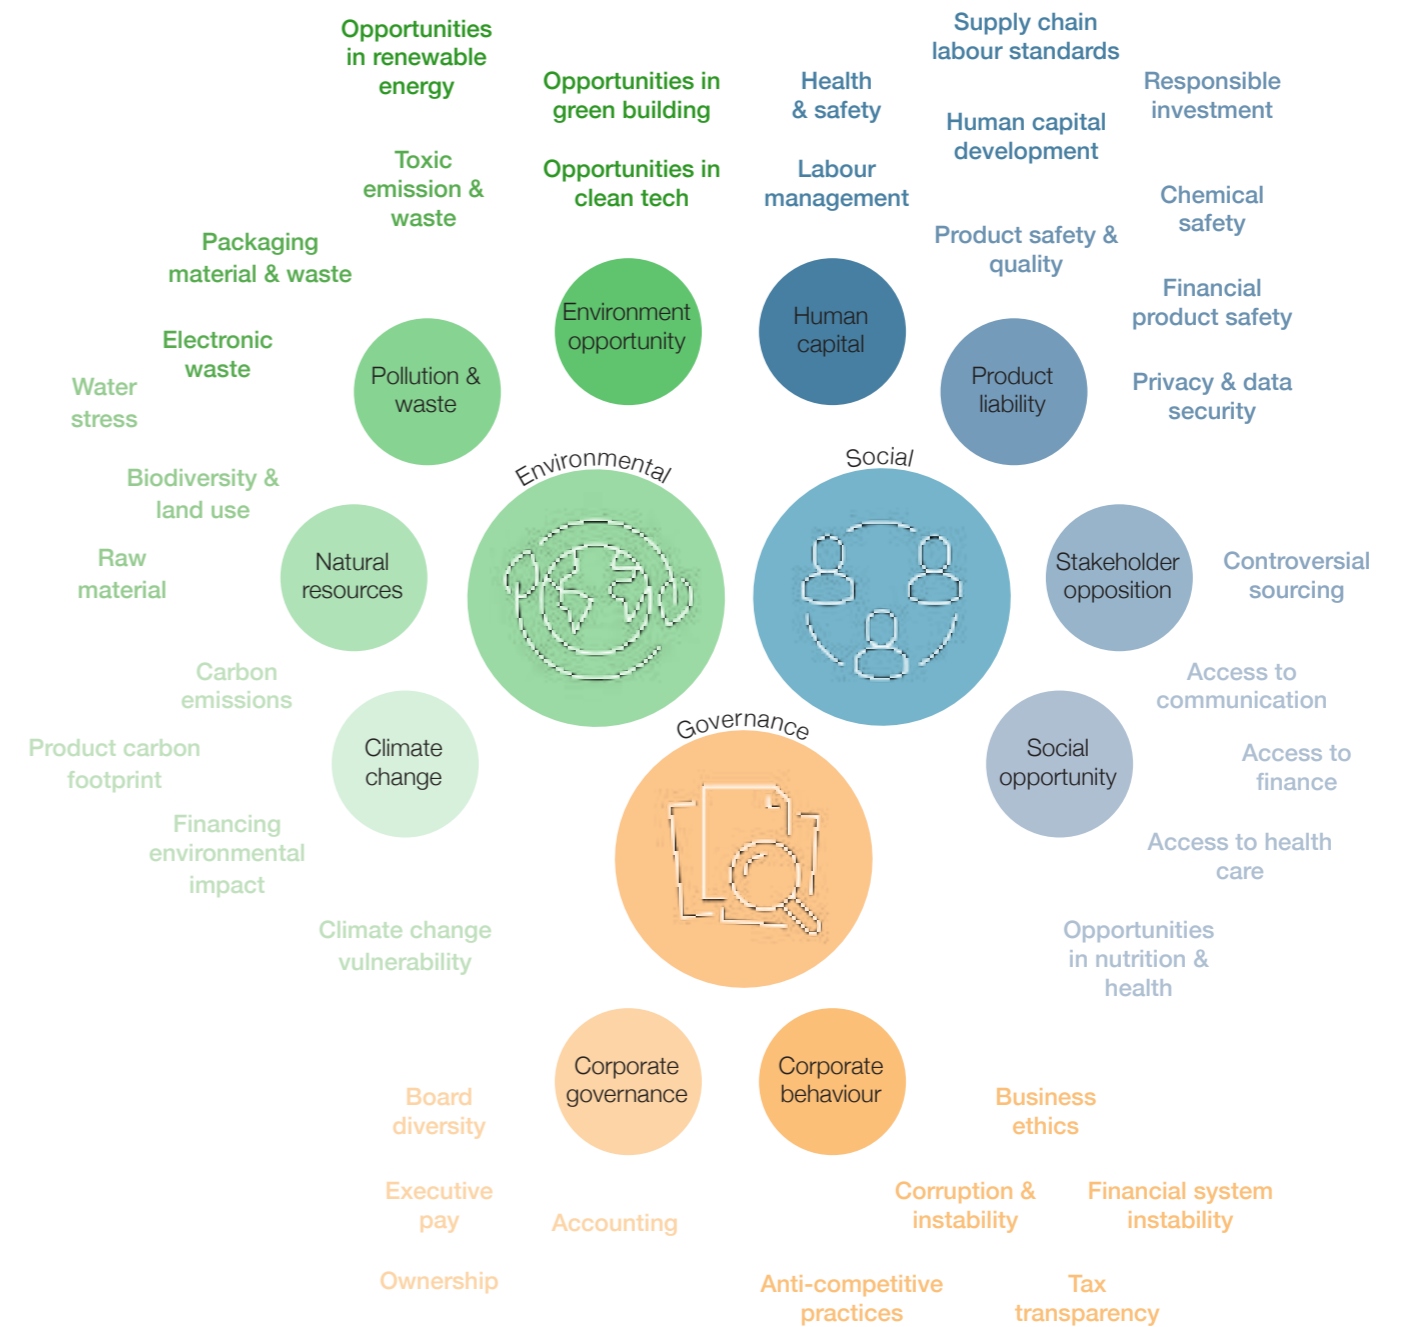 Opportunities
in renewable
energy
Opportunities in
green building
Opportunities in
clean tech
Toxic
emission &
waste
Packaging
material & waste
Electronic
waste
Water
stress
Biodiversity &
land use
Raw
material
Carbon
emissions
Product carbon
footprint
Financing
environmental
impact
Climate change
vulnerability
Health
& safety
Labour
management
Supply chain
labour standards
Human capital
development
Responsible
investment
Chemical
safety
Product safety &
quality
Financial
product safety
Privacy & data
security
Controversial
sourcing
Access to
communication
Access to
finance
Access to health
care
Opportunities
in nutrition &
health
Environment
opportunity
Pollution &
waste
Natural
resources
Climate
change
Human
capital
Product
liability
Stakeholder
opposition
Social
opportunity
Environmental
Social
Governance
Corporate
governance
Corporate
behaviour
Board
diversity
Executive
pay
Accounting
Ownership
Business
ethics
Corruption &
instability
Financial system
instability
Anti-competitive
practices
Tax
transparency